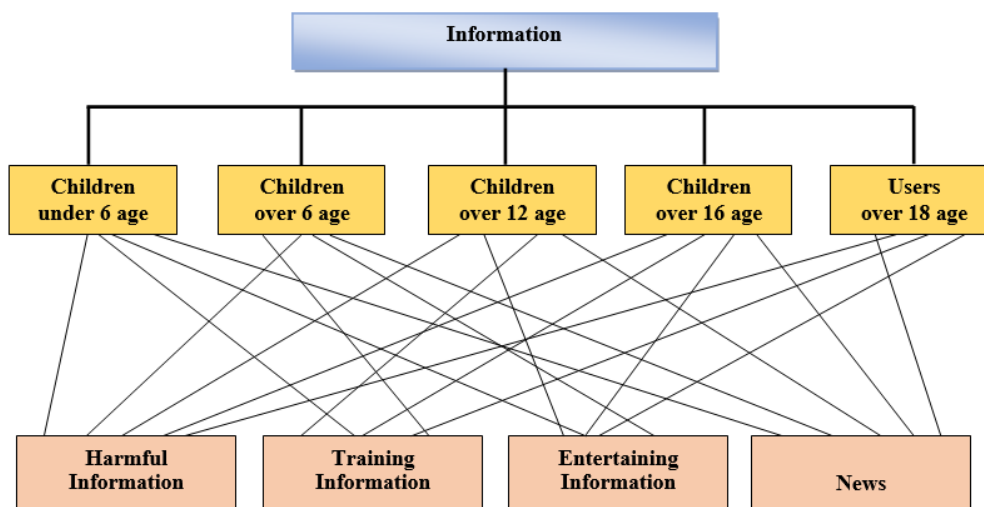 Information
Children
under 6 age
Children
over 6 age
Children
over 12 age
Children
over 16 age
Users
over 18 age
Harmful
Information
Training
Information
Entertaining
Information
News